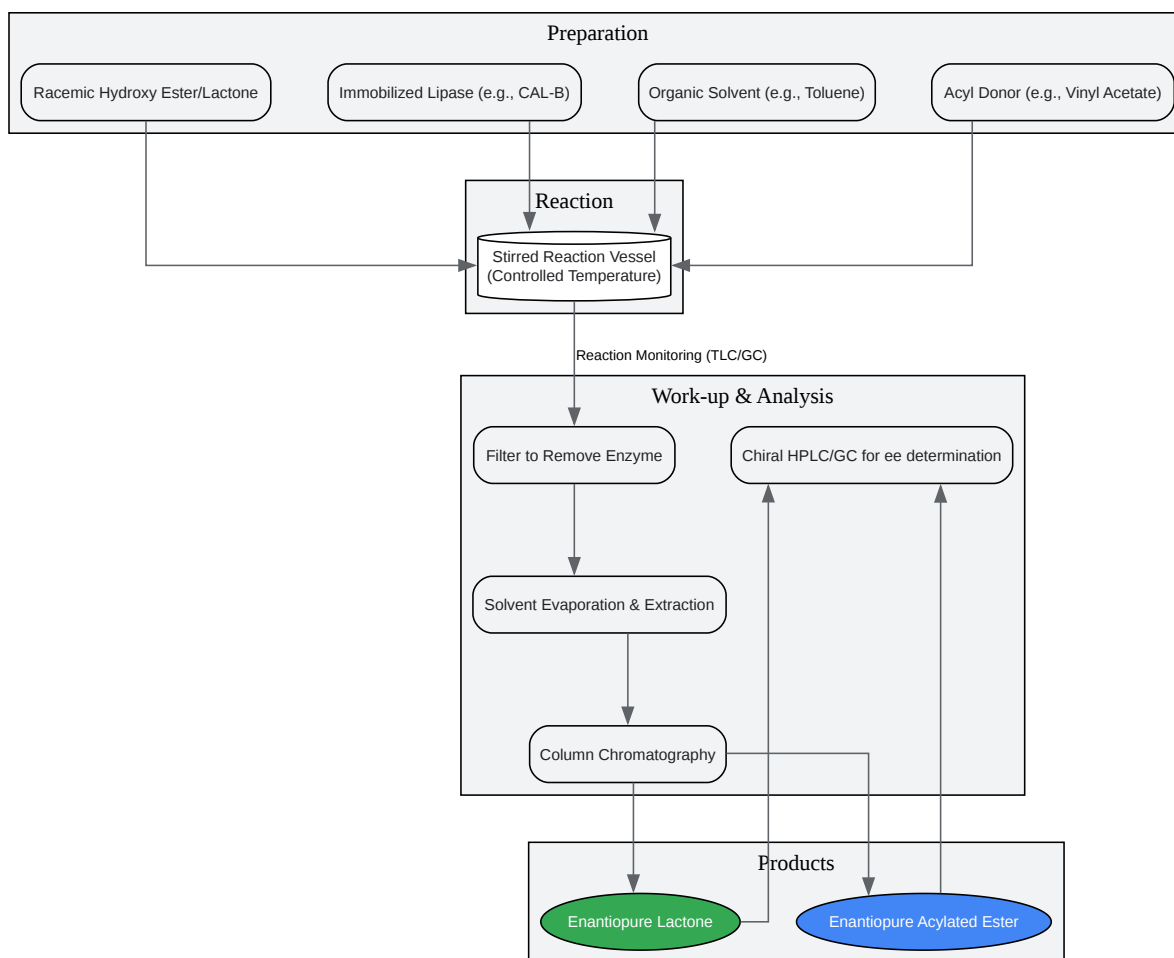 Preparation
Racemic Hydroxy Ester/Lactone
Immobilized Lipase (e.g., CAL-B)
Organic Solvent (e.g., Toluene)
Acyl Donor (e.g., Vinyl Acetate)
Reaction
Stirred Reaction Vessel
(Controlled Temperature)
Reaction Monitoring (TLC/GC)
Work-up & Analysis
Filter to Remove Enzyme
Chiral HPLC/GC for ee determination
Solvent Evaporation & Extraction
Column Chromatography
Products
Enantiopure Lactone
Enantiopure Acylated Ester